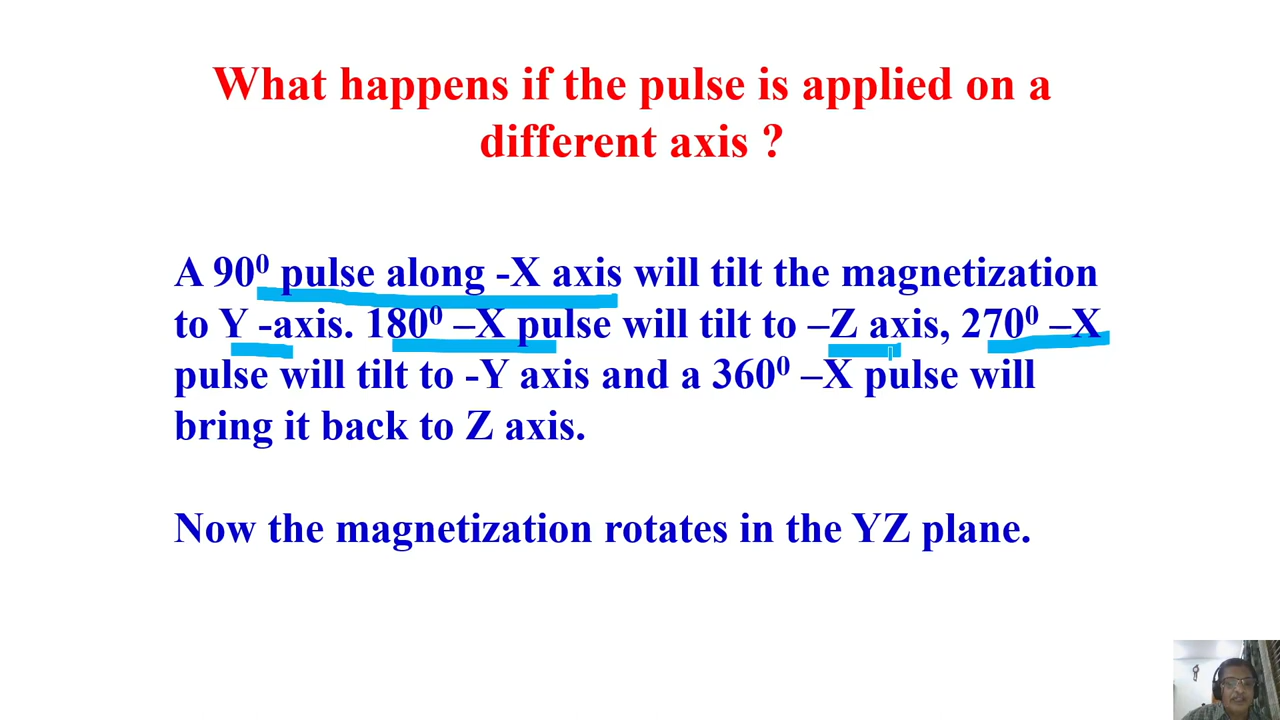 What happens if the pulse is applied on a
different axis ?
A 90⁰ pulse along -X axis will tilt the magnetization
to Y -axis. 180⁰ –X pulse will tilt to –Z axis, 270⁰ –X
pulse will tilt to -Y axis and a 360⁰ –X pulse will
bring it back to Z axis.
Now the magnetization rotates in the YZ plane.